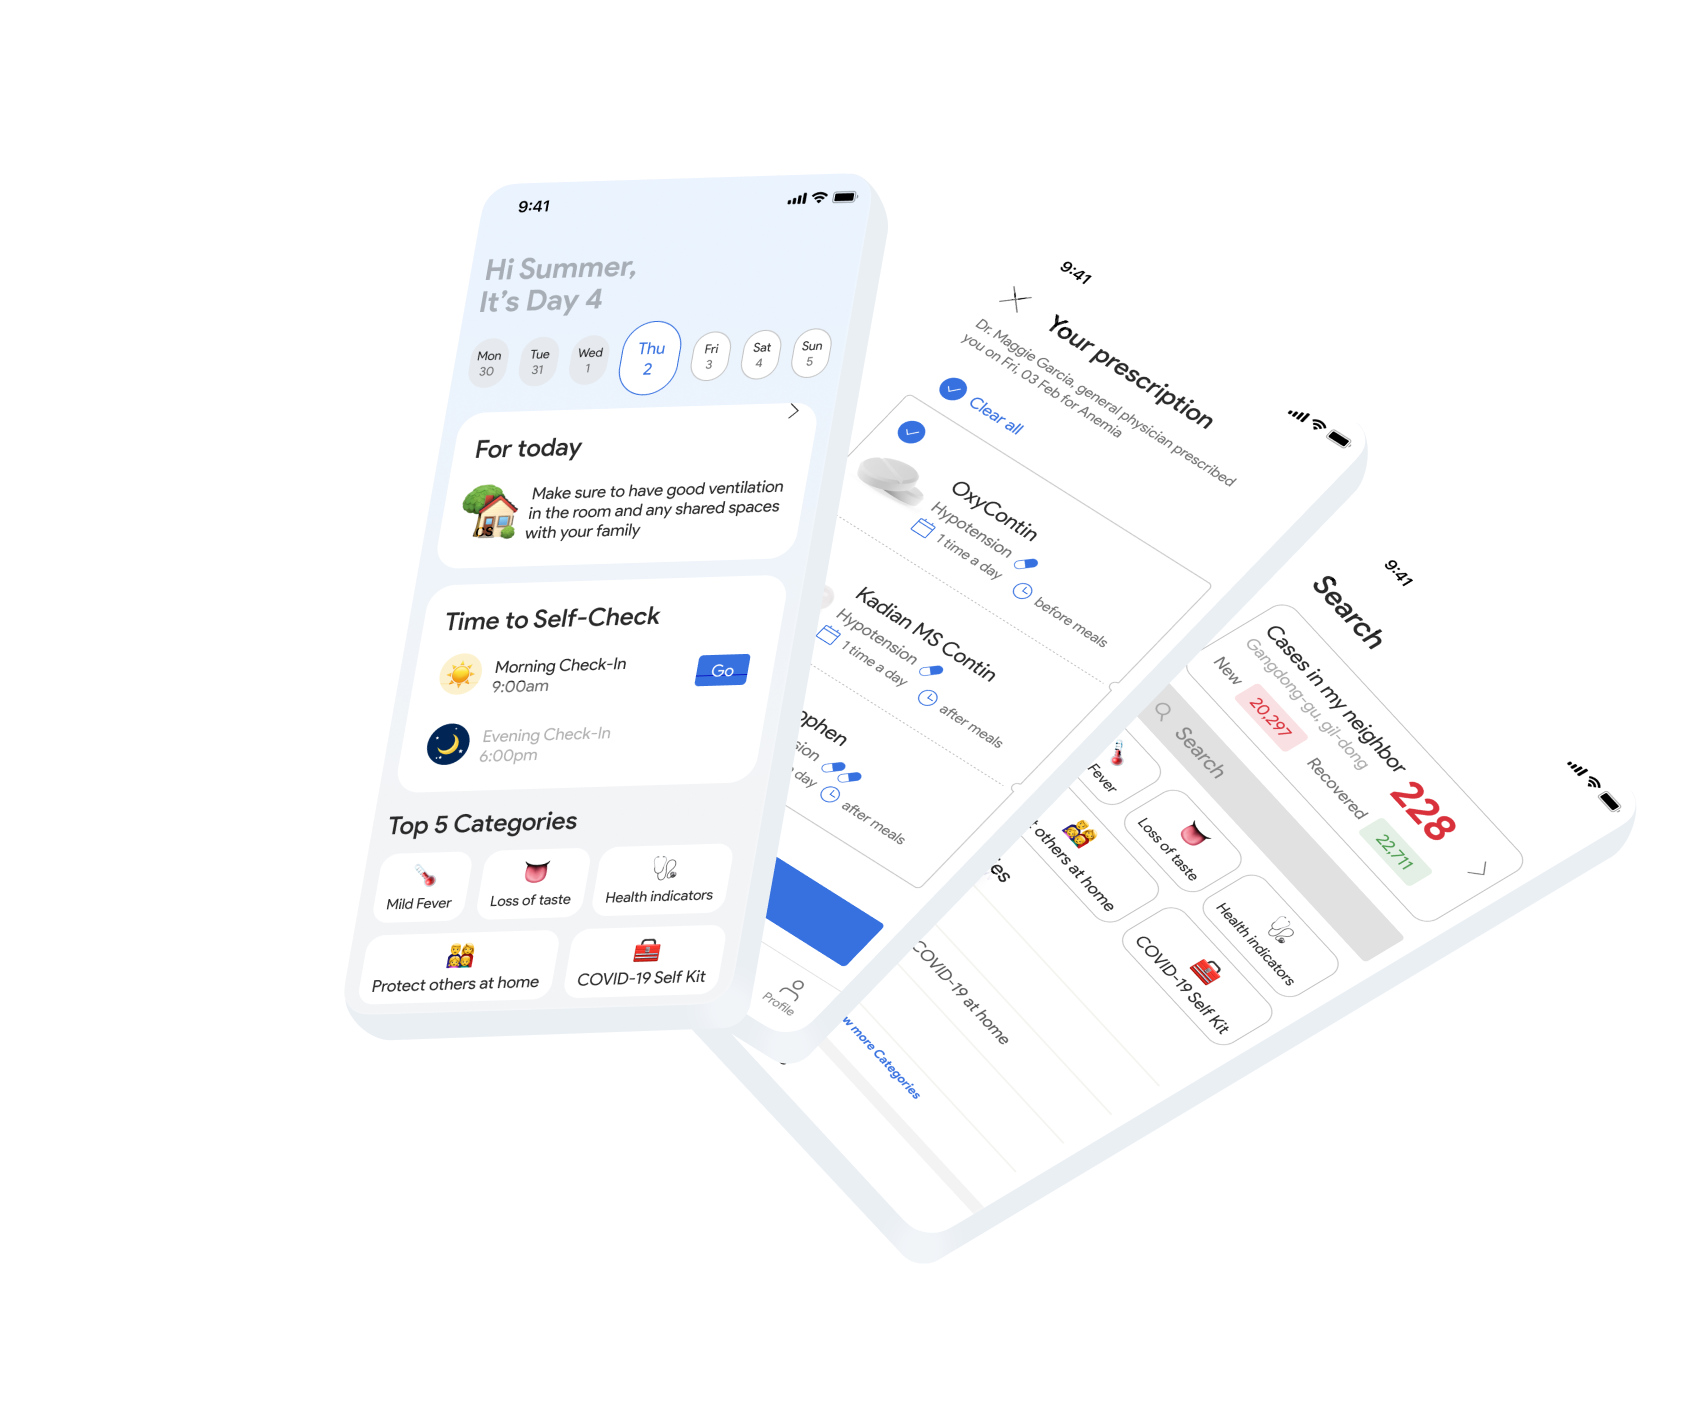 9:41
Hi Summer,
It's Day 4
Mon
30
Tue
31
Wed
1
Thu
2
Fri
3
Sat
4
Sun
5
For today
Make sure to have good ventilation
in the room and any shared spaces
with your family
Time to Self-Check
Morning Check-In
9:00am
Go
Evening Check-In
6:00pm
Top 5 Categories
Mild Fever
Loss of taste
Health indicators
Protect others at home
COVID-19 Self Kit
9:41
Your prescription
Dr. Maggie Garcia, general physician prescribed
you on Fri, 03 Feb for Anemia
Clear all
OxyContin
Hypotension
1 time a day
before meals
Kadian MS Contin
Hypotension
1 time a day
after meals
ophen
sion
day
after meals
Profile
9:41
Search
Cases in my neighbor
Gangdong-gu, gil-dong
228
New
20,297
Recovered
22,711
Search
Fever
Loss of taste
Health indicators
others at home
COVID-19 Self Kit
es
COVID-19 at home
w more Categories